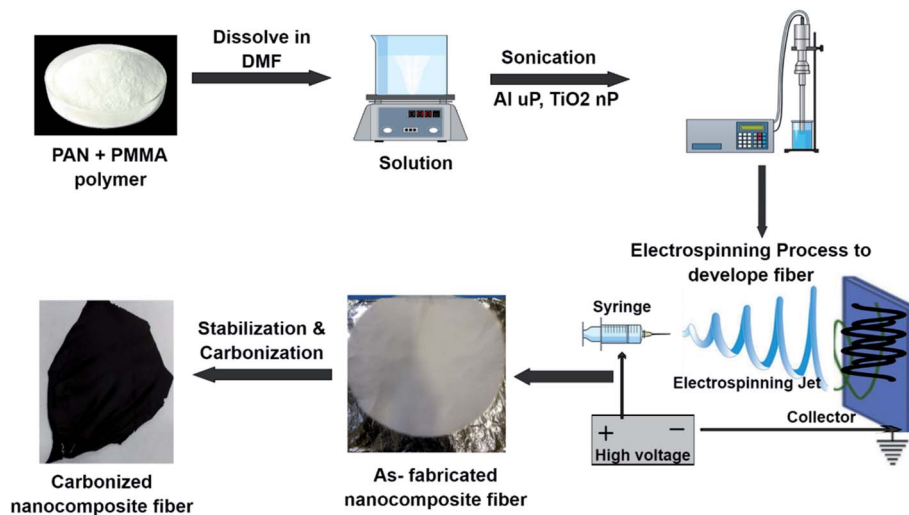 Dissolve in
DMF
Sonication
Al uP, TiO2 nP
PAN + PMMA
polymer
Solution
Electrospinning Process to
develope fiber
Syringe
Electrospinning Jet
Collector
+
−
High voltage
Stabilization &
Carbonization
As- fabricated
nanocomposite fiber
Carbonized
nanocomposite fiber